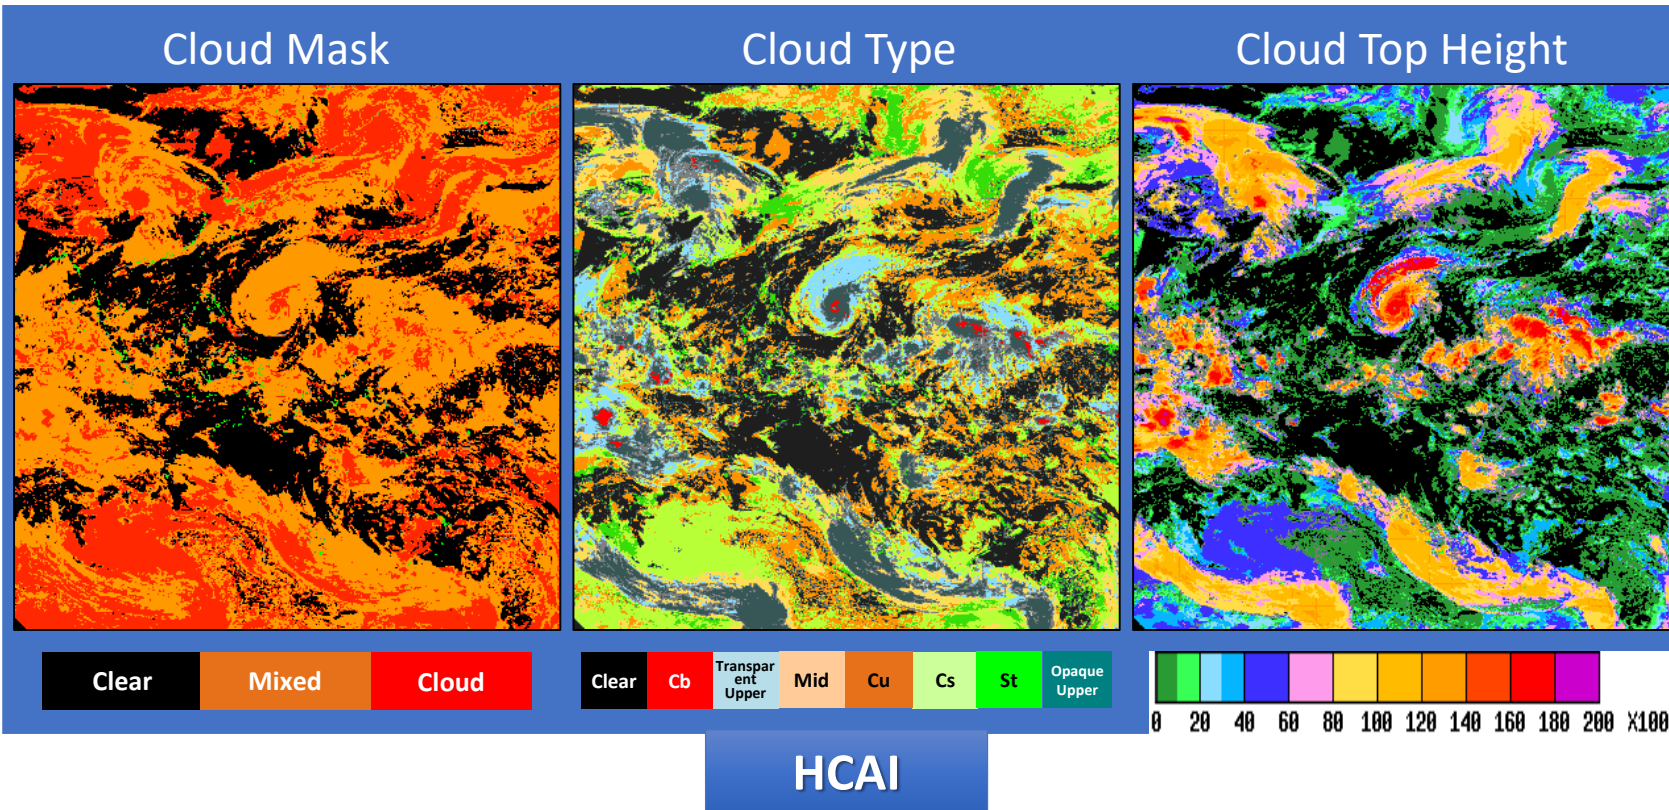 Cloud Mask
Cloud Type
Cloud Top Height
Clear
Mixed
Cloud
Clear
Cb
Transpar
ent
Upper
Mid
Cu
Cs
St
Opaque
Upper
0 20 40 60 80 100 120 140 160 180 200 X100
HCAI